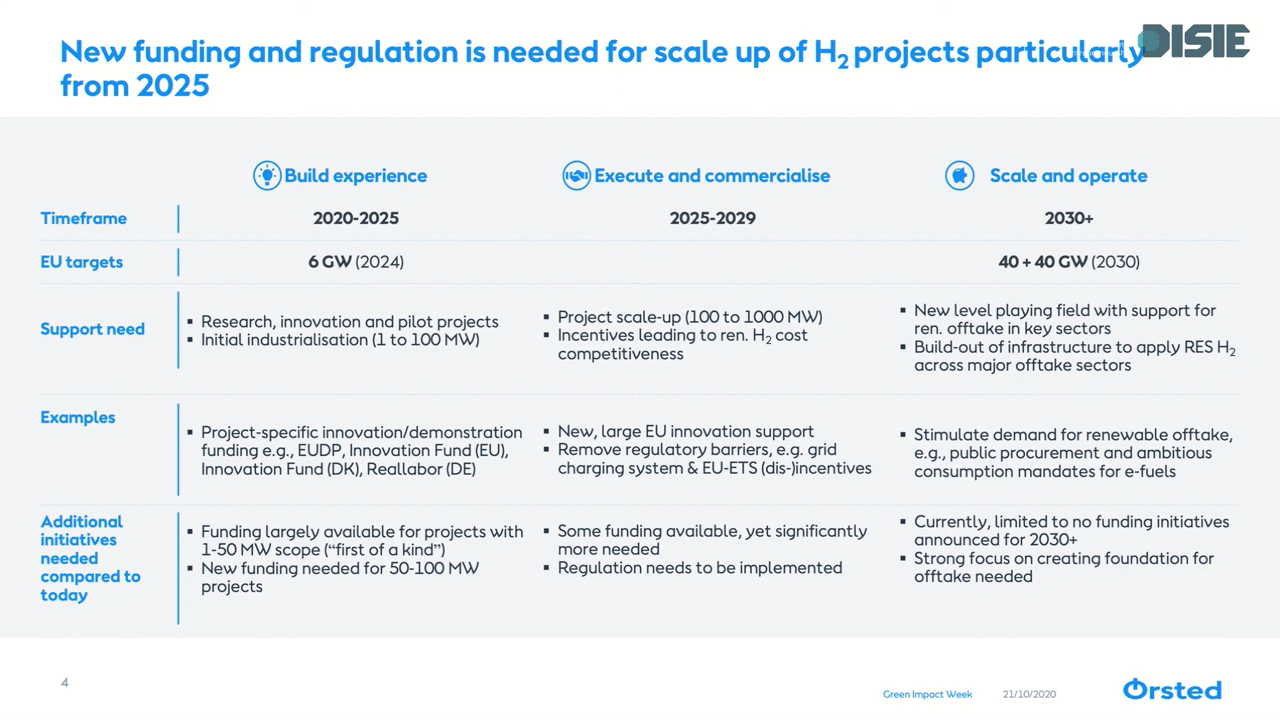 New funding and regulation is needed for scale up of H₂ projects particularly
from 2025
DISIE
Build experience
Execute and commercialise
Scale and operate
Timeframe
2020-2025
2025-2029
2030+
EU targets
6 GW (2024)
40 + 40 GW (2030)
Support need
▪ Research, innovation and pilot projects
▪ Initial industrialisation (1 to 100 MW)
▪ Project scale-up (100 to 1000 MW)
▪ Incentives leading to ren. H₂ cost
competitiveness
▪ New level playing field with support for
ren. offtake in key sectors
▪ Build-out of infrastructure to apply RES H₂
across major offtake sectors
Examples
▪ Project-specific innovation/demonstration
funding e.g., EUDP, Innovation Fund (EU),
Innovation Fund (DK), Reallabor (DE)
▪ New, large EU innovation support
▪ Remove regulatory barriers, e.g. grid
charging system & EU-ETS (dis-)incentives
▪ Stimulate demand for renewable offtake,
e.g., public procurement and ambitious
consumption mandates for e-fuels
Additional
initiatives
needed
compared to
today
▪ Funding largely available for projects with
1-50 MW scope (“first of a kind”)
▪ New funding needed for 50-100 MW
projects
▪ Some funding available, yet significantly
more needed
▪ Regulation needs to be implemented
▪ Currently, limited to no funding initiatives
announced for 2030+
▪ Strong focus on creating foundation for
offtake needed
4
Green Impact Week
21/10/2020
Ørsted